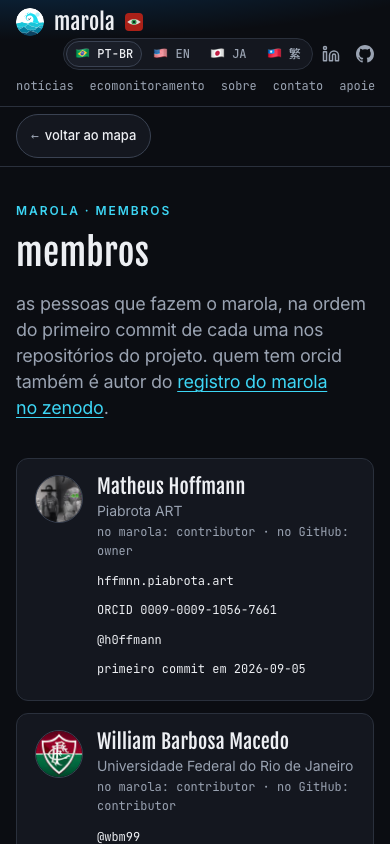 marola
PT-BR EN JA 繁
notícias ecomonitoramento sobre contato apoie
← voltar ao mapa
MAROLA · MEMBROS
membros
as pessoas que fazem o marola, na ordem
do primeiro commit de cada uma nos
repositórios do projeto. quem tem orcid
também é autor do registro do marola
no zenodo.
Matheus Hoffmann
Piabrota ART
no marola: contributor · no GitHub:
owner
hffmnn.piabrota.art
ORCID 0009-0009-1056-7661
@h0ffmann
primeiro commit em 2026-09-05
William Barbosa Macedo
Universidade Federal do Rio de Janeiro
no marola: contributor · no GitHub:
contributor
@wbm99